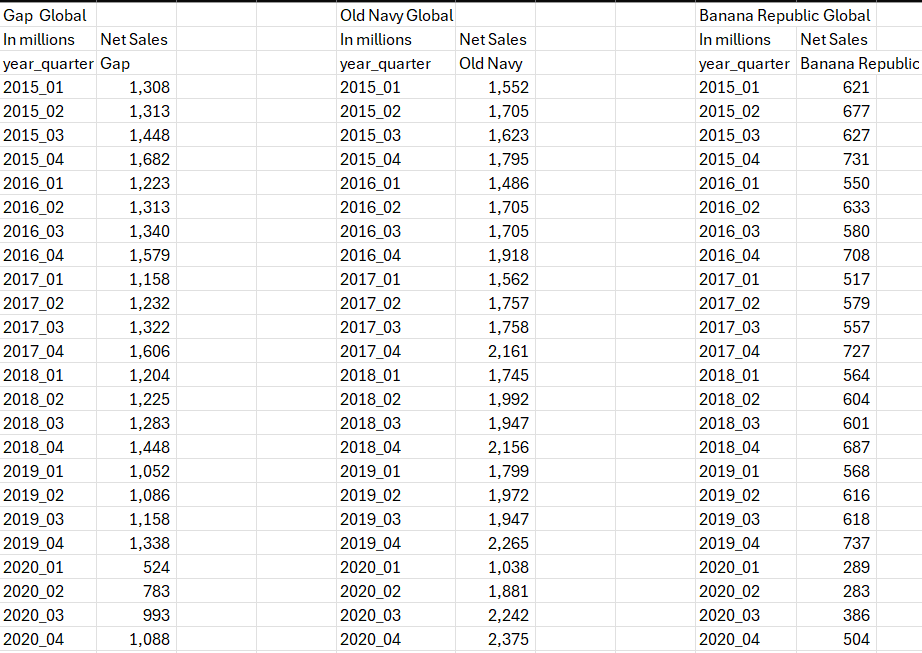 Gap Global Old Navy Global Banana Republic Global
In millions Net Sales In millions Net Sales In millions Net Sales
year_quarter Gap year_quarter Old Navy year_quarter Banana Republic
2015_01 1,308 2015_01 1,552 2015_01 621
2015_02 1,313 2015_02 1,705 2015_02 677
2015_03 1,448 2015_03 1,623 2015_03 627
2015_04 1,682 2015_04 1,795 2015_04 731
2016_01 1,223 2016_01 1,486 2016_01 550
2016_02 1,313 2016_02 1,705 2016_02 633
2016_03 1,340 2016_03 1,705 2016_03 580
2016_04 1,579 2016_04 1,918 2016_04 708
2017_01 1,158 2017_01 1,562 2017_01 517
2017_02 1,232 2017_02 1,757 2017_02 579
2017_03 1,322 2017_03 1,758 2017_03 557
2017_04 1,606 2017_04 2,161 2017_04 727
2018_01 1,204 2018_01 1,745 2018_01 564
2018_02 1,225 2018_02 1,992 2018_02 604
2018_03 1,283 2018_03 1,947 2018_03 601
2018_04 1,448 2018_04 2,156 2018_04 687
2019_01 1,052 2019_01 1,799 2019_01 568
2019_02 1,086 2019_02 1,972 2019_02 616
2019_03 1,158 2019_03 1,947 2019_03 618
2019_04 1,338 2019_04 2,265 2019_04 737
2020_01 524 2020_01 1,038 2020_01 289
2020_02 783 2020_02 1,881 2020_02 283
2020_03 993 2020_03 2,242 2020_03 386
2020_04 1,088 2020_04 2,375 2020_04 504